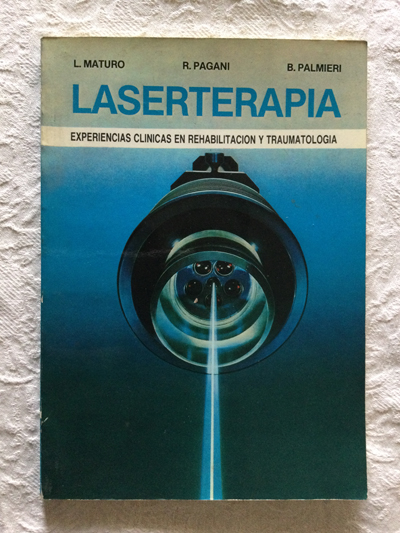 L. MATURO R. PAGANI B. PALMIERI
LASERTERAPIA
EXPERIENCIAS CLINICAS EN REHABILITACION Y TRAUMATOLOGIA